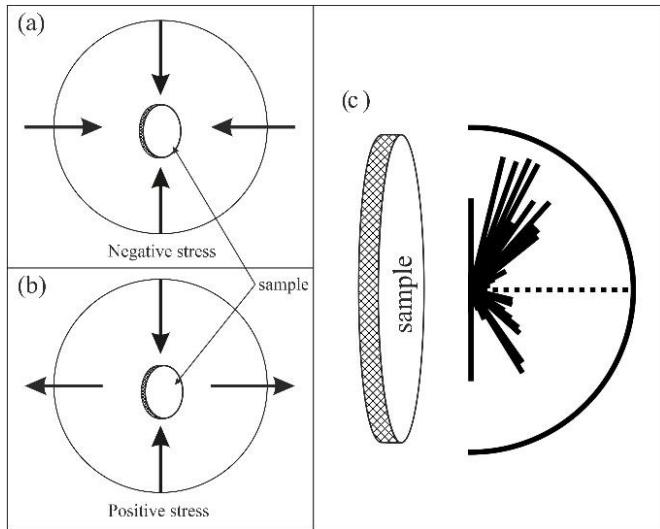 (a)
Negative stress
sample
(b)
Positive stress
(c)
sample